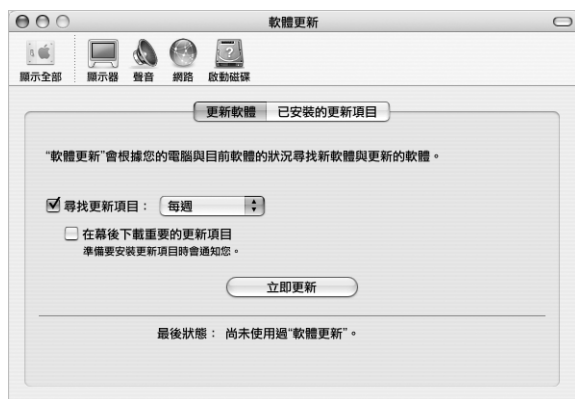 軟體更新
顯示全部 顯示器 聲音 網路 啟動磁碟
更新軟體 已安裝的更新項目
“軟體更新”會根據您的電腦與目前軟體的狀況尋找新軟體與更新的軟體。
尋找更新項目： 每週
在幕後下載重要的更新項目
準備要安裝更新項目時會通知您。
立即更新
最後狀態： 尚未使用過“軟體更新”。